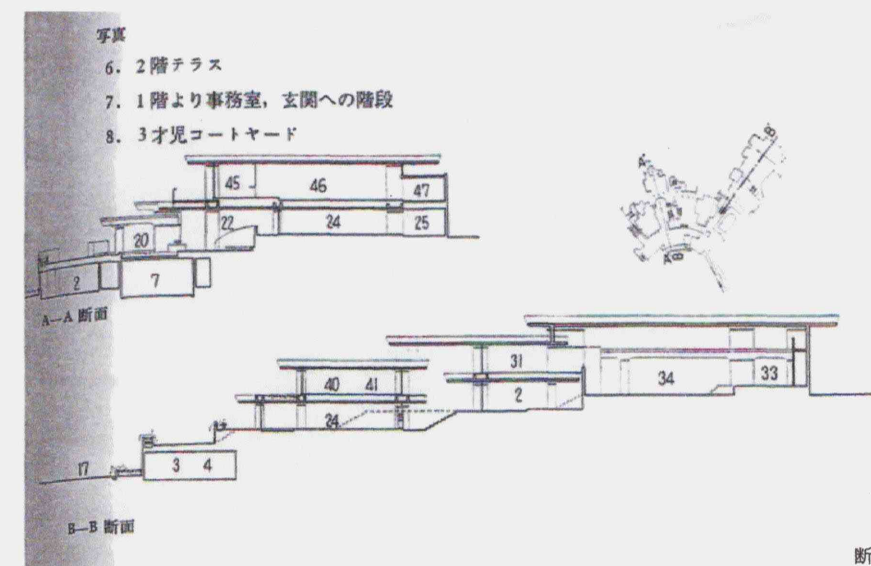 写真
6. 2階テラス
7. 1階より事務室，玄関への階段
8. 3才児コートヤード
45 46 47
22 24 25
20
2 7
A—A 断面
A' B'
A B
31
40 41 34 33
2
24
17 3 4
B—B 断面
断